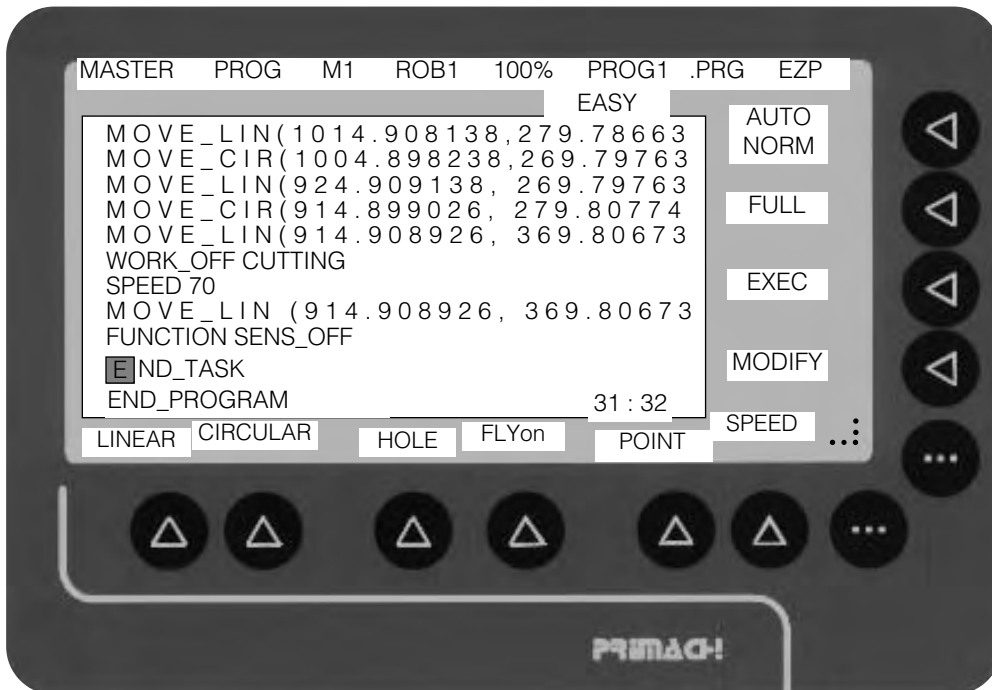 MASTER PROG M1 ROB1 100% PROG1 .PRG EZP
EASY
AUTO
NORM
MOVE_LIN(1014.908138,279.78663
MOVE_CIR(1004.898238,269.79763
MOVE_LIN(924.909138, 269.79763
MOVE_CIR(914.899026, 279.80774
MOVE_LIN(914.908926, 369.80673
WORK_OFF CUTTING
SPEED 70
MOVE_LIN (914.908926, 369.80673
FUNCTION SENS_OFF
END_TASK
END_PROGRAM 31 : 32
FULL
EXEC
MODIFY
LINEAR CIRCULAR HOLE FLYon POINT SPEED
PRIMACH